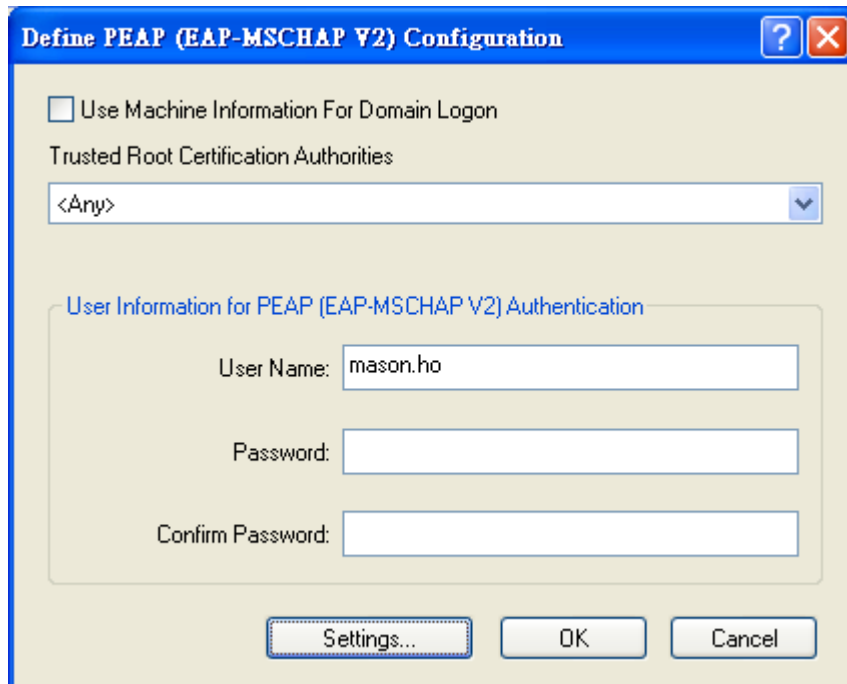 Define PEAP (EAP-MSCHAP V2) Configuration
Use Machine Information For Domain Logon
Trusted Root Certification Authorities
<Any>
User Information for PEAP (EAP-MSCHAP V2) Authentication
User Name: mason.ho
Password:
Confirm Password:
Settings... OK Cancel